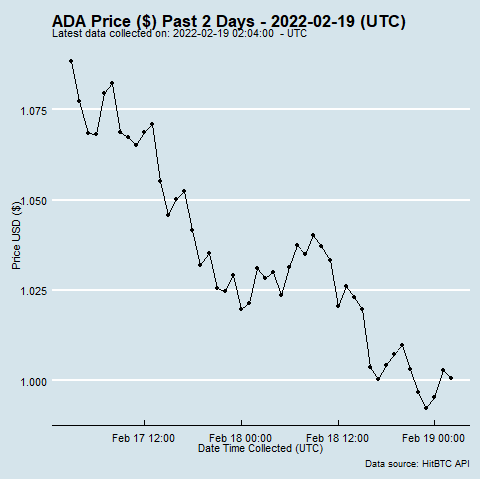 ADA Price ($) Past 2 Days - 2022-02-19 (UTC)
Latest data collected on: 2022-02-19 02:04:00 - UTC
1.075
1.050
1.025
1.000
Price USD ($)
Feb 17 12:00 Feb 18 00:00 Feb 18 12:00 Feb 19 00:00
Date Time Collected (UTC)
Data source: HitBTC API